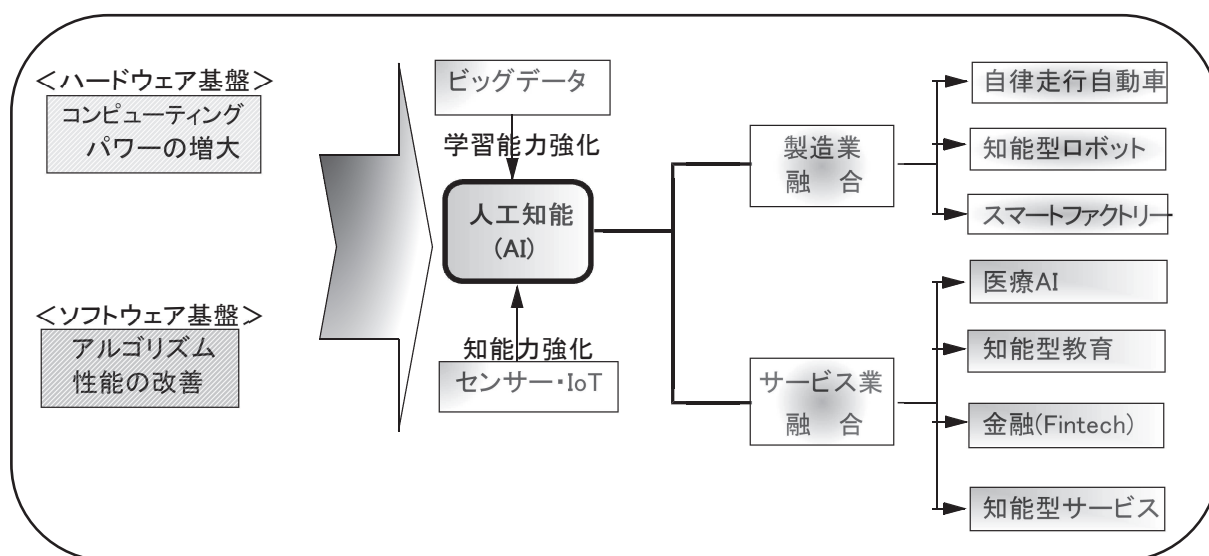 ＜ハードウェア基盤＞
コンピューティング
パワーの増大
＜ソフトウェア基盤＞
アルゴリズム
性能の改善
ビッグデータ
学習能力強化
人工知能
(AI)
知能力強化
センサー・IoT
製造業
融　合
サービス業
融　合
自律走行自動車
知能型ロボット
スマートファクトリー
医療AI
知能型教育
金融(Fintech)
知能型サービス